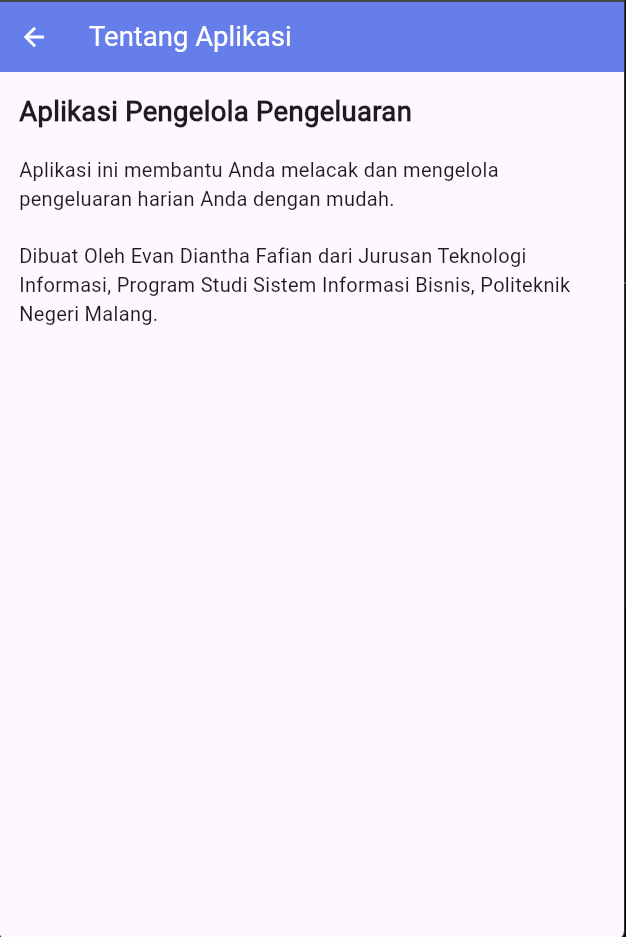 Tentang Aplikasi
Aplikasi Pengelola Pengeluaran
Aplikasi ini membantu Anda melacak dan mengelola
pengeluaran harian Anda dengan mudah.
Dibuat Oleh Evan Diantha Fafian dari Jurusan Teknologi
Informasi, Program Studi Sistem Informasi Bisnis, Politeknik
Negeri Malang.